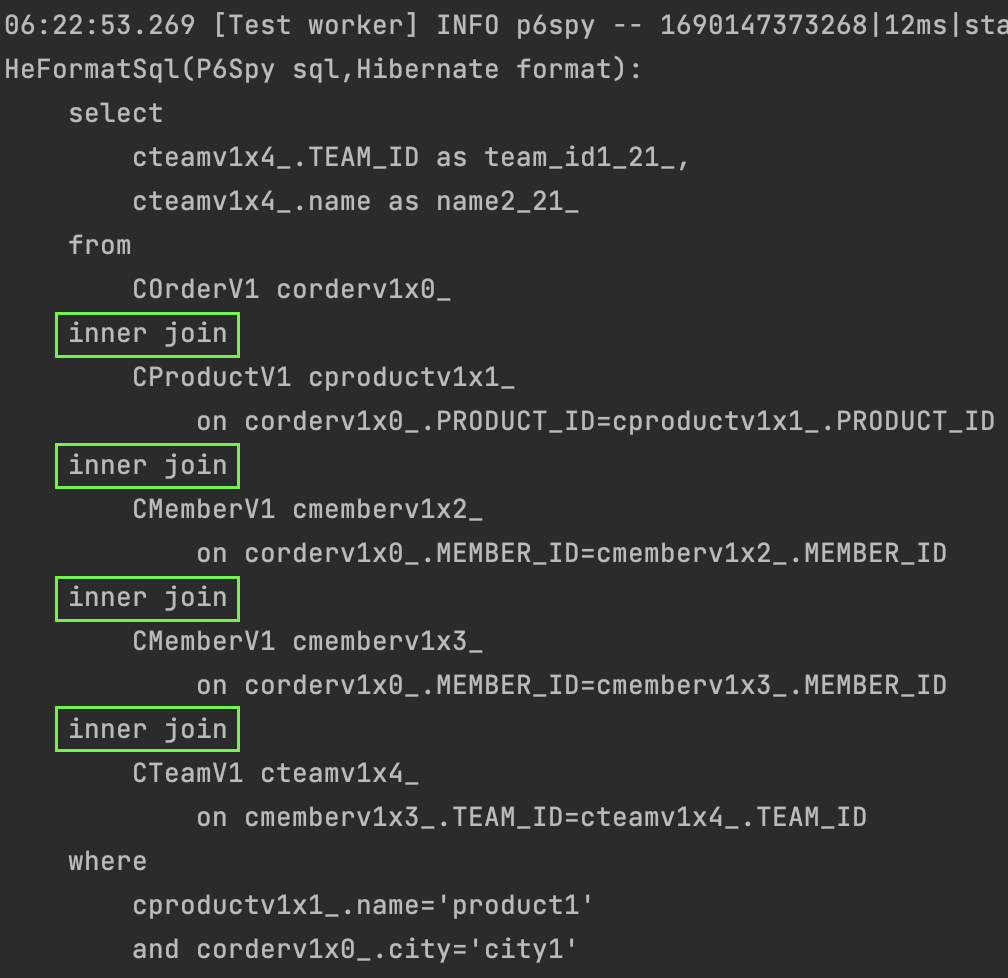 06:22:53.269 [Test worker] INFO p6spy -- 1690147373268|12ms|sta
HeFormatSql(P6Spy sql,Hibernate format):
select
cteamv1x4_.TEAM_ID as team_id1_21_,
cteamv1x4_.name as name2_21_
from
COrderV1 corderv1x0_
inner join
CProductV1 cproductv1x1_
on corderv1x0_.PRODUCT_ID=cproductv1x1_.PRODUCT_ID
inner join
CMemberV1 cmemberv1x2_
on corderv1x0_.MEMBER_ID=cmemberv1x2_.MEMBER_ID
inner join
CMemberV1 cmemberv1x3_
on corderv1x0_.MEMBER_ID=cmemberv1x3_.MEMBER_ID
inner join
CTeamV1 cteamv1x4_
on cmemberv1x3_.TEAM_ID=cteamv1x4_.TEAM_ID
where
cproductv1x1_.name='product1'
and corderv1x0_.city='city1'